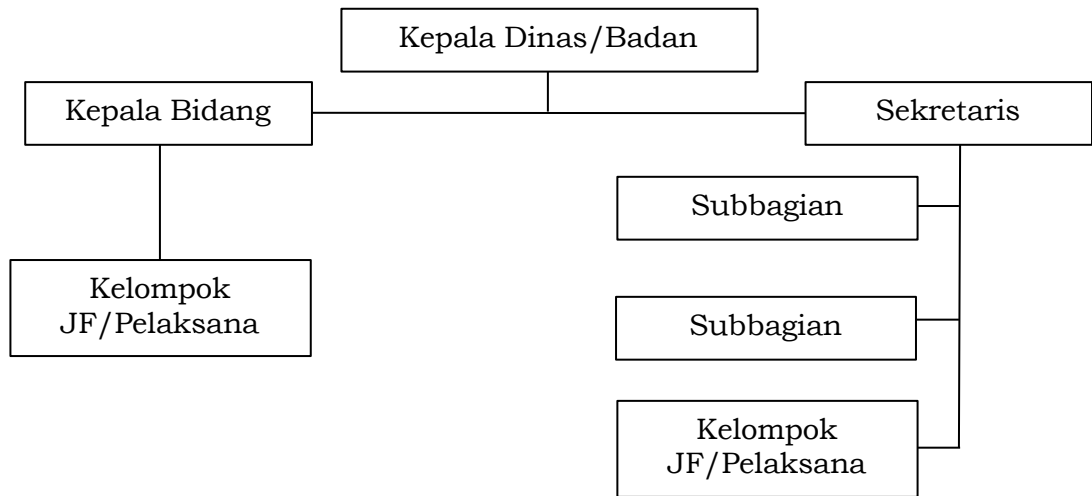 Kepala Dinas/Badan
Kepala Bidang
Sekretaris
Subbagian
Kelompok
JF/Pelaksana
Subbagian
Kelompok
JF/Pelaksana